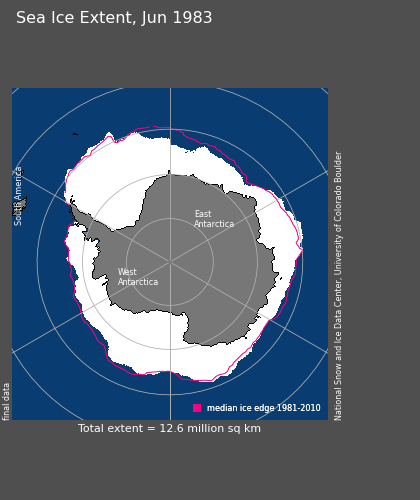 Sea Ice Extent, Jun 1983
South America
East
Antarctica
West
Antarctica
National Snow and Ice Data Center, University of Colorado Boulder
final data
median ice edge 1981-2010
Total extent = 12.6 million sq km